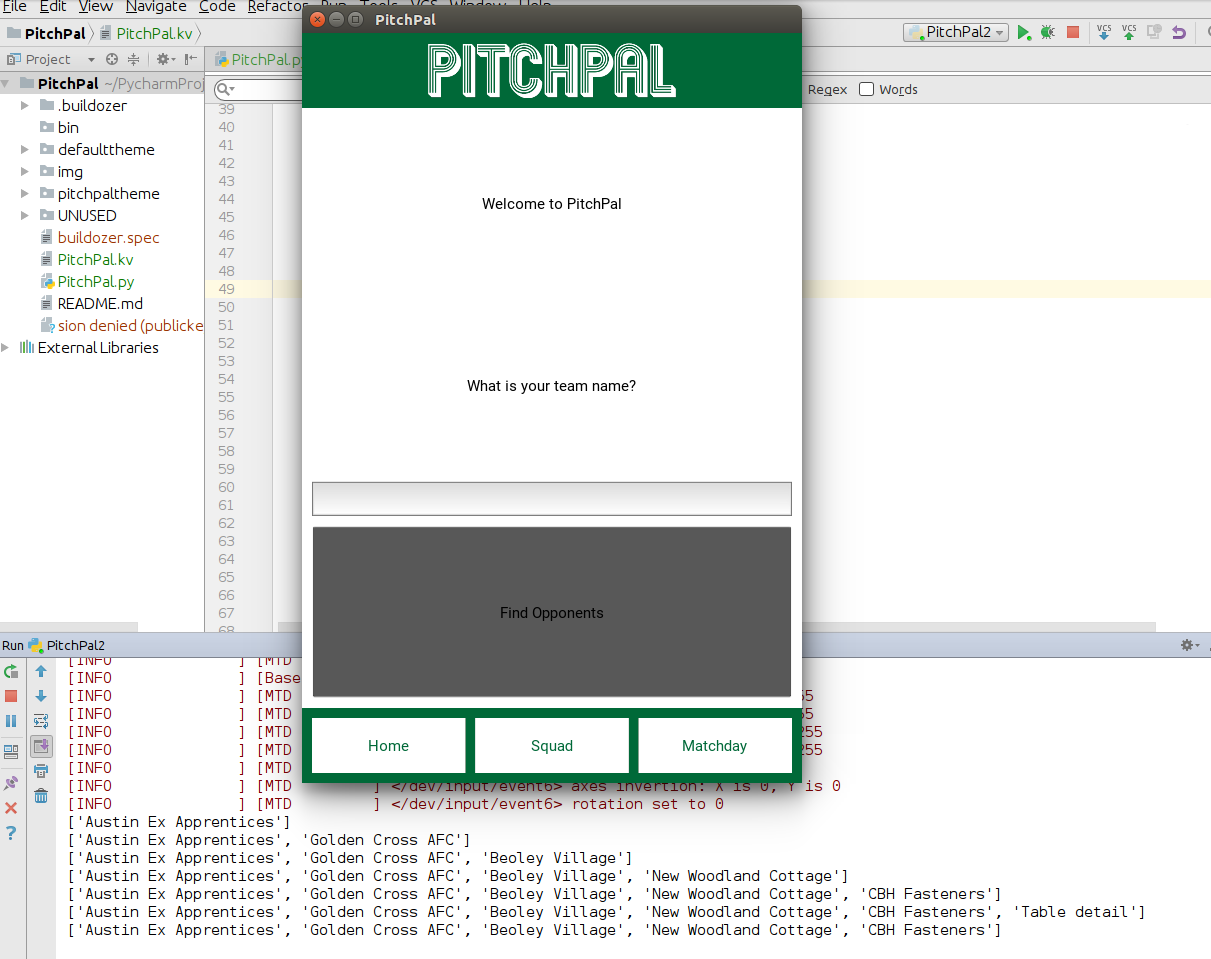 File Edit View Navigate Code Refactor Run Tools VCS Window Help
PitchPal
PitchPal PitchPal.kv
PitchPal2
VCS VCS
Project
PitchPal.py
PITCHPAL
PitchPal ~/PycharmProj
Regex Words
.buildozer
bin
defaulttheme
img
pitchpaltheme
UNUSED
buildozer.spec
PitchPal.kv
PitchPal.py
README.md
sion denied (publicke
External Libraries
39
40
41
42
43
44
45
46
47
48
49
50
51
52
53
54
55
56
57
58
59
60
61
62
63
64
65
66
67
68
Welcome to PitchPal
What is your team name?
Find Opponents
Home Squad Matchday
Run PitchPal2
[INFO ] [MTD
[INFO ] [Base
[INFO ] [MTD 55
[INFO ] [MTD 55
[INFO ] [MTD 255
[INFO ] [MTD 255
[INFO ] [MTD
[INFO ] [MTD ] </dev/input/event6> axes invertion: X is 0, Y is 0
[INFO ] [MTD ] </dev/input/event6> rotation set to 0
['Austin Ex Apprentices']
['Austin Ex Apprentices', 'Golden Cross AFC']
['Austin Ex Apprentices', 'Golden Cross AFC', 'Beoley Village']
['Austin Ex Apprentices', 'Golden Cross AFC', 'Beoley Village', 'New Woodland Cottage']
['Austin Ex Apprentices', 'Golden Cross AFC', 'Beoley Village', 'New Woodland Cottage', 'CBH Fasteners']
['Austin Ex Apprentices', 'Golden Cross AFC', 'Beoley Village', 'New Woodland Cottage', 'CBH Fasteners', 'Table detail']
['Austin Ex Apprentices', 'Golden Cross AFC', 'Beoley Village', 'New Woodland Cottage', 'CBH Fasteners']